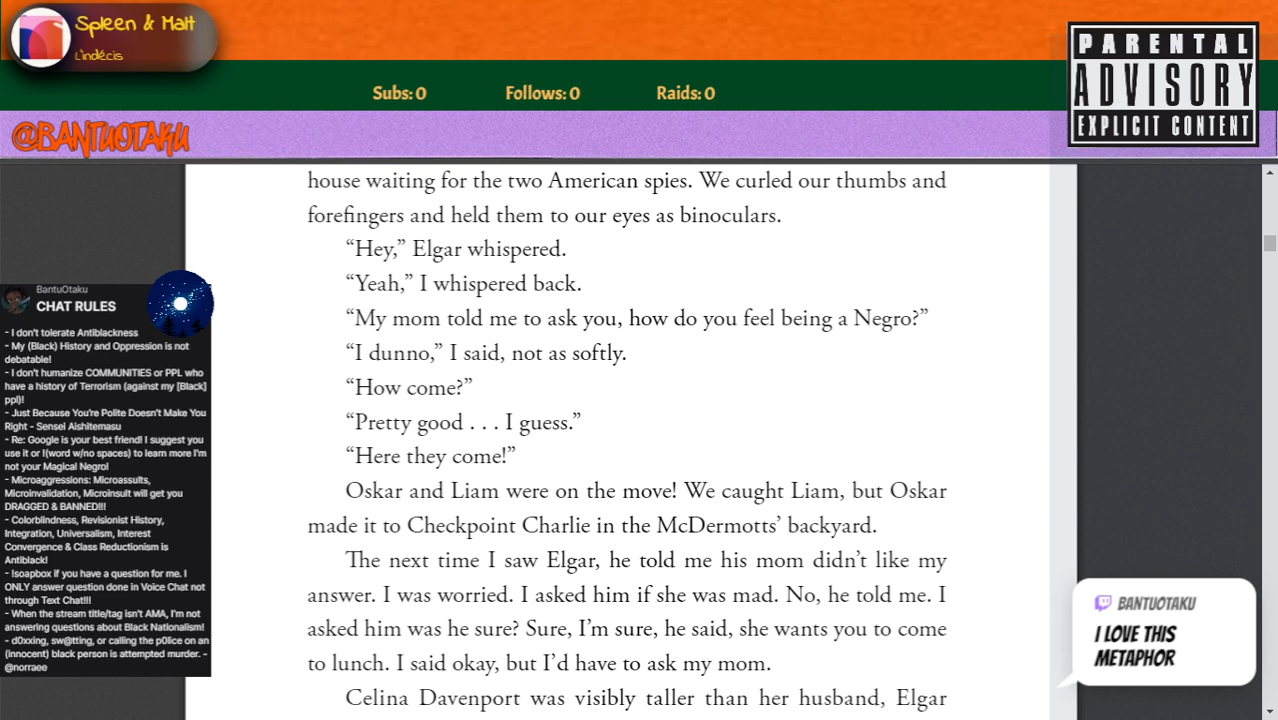 Spleen & Malt
L'indécis
PARENTAL
ADVISORY
EXPLICIT CONTENT
Subs: 0 Follows: 0 Raids: 0
@BANTUOTAKU
house waiting for the two American spies. We curled our thumbs and
forefingers and held them to our eyes as binoculars.
“Hey,” Elgar whispered.
“Yeah,” I whispered back.
“My mom told me to ask you, how do you feel being a Negro?”
“I dunno,” I said, not as softly.
“How come?”
“Pretty good . . . I guess.”
“Here they come!”
Oskar and Liam were on the move! We caught Liam, but Oskar
made it to Checkpoint Charlie in the McDermotts’ backyard.
The next time I saw Elgar, he told me his mom didn’t like my
answer. I was worried. I asked him if she was mad. No, he told me. I
asked him was he sure? Sure, I’m sure, he said, she wants you to come
to lunch. I said okay, but I’d have to ask my mom.
Celina Davenport was visibly taller than her husband, Elgar
BantuOtaku
CHAT RULES
- I don't tolerate Antiblackness
- My (Black) History and Oppression is not
debatable!
- I don't humanize COMMUNITIES or PPL who
have a history of Terrorism (against my [Black]
ppl)!
- Just Because You're Polite Doesn't Make You
Right - Sensei Aishitemasu
- Re: Google is your best friend! I suggest you
use it or !(word w/no spaces) to learn more I'm
not your Magical Negro!
- Microaggressions: Microassults,
Microinvalidation, Microinsult will get you
DRAGGED & BANNED!!!
- Colorblindness, Revisionist History,
Integration, Universalism, Interest
Convergence & Class Reductionism is
Antiblack!
- !soapbox if you have a question for me. I
ONLY answer question done in Voice Chat not
through Text Chat!!!
- When the stream title/tag isn't AMA, I'm not
answering questions about Black Nationalism!
- d0xxing, sw@tting, or calling the p0lice on an
(innocent) black person is attempted murder. -
@norraee
BANTUOTAKU
I LOVE THIS
METAPHOR